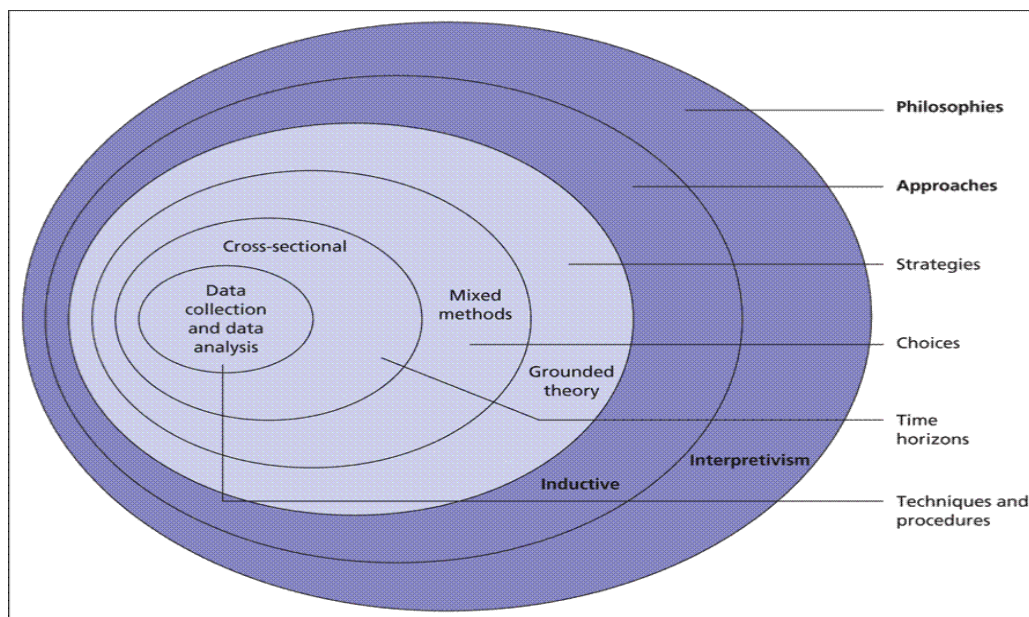 Philosophies
Approaches
Strategies
Choices
Time
horizons
Techniques and
procedures
Cross-sectional
Data
collection
and data
analysis
Mixed
methods
Grounded
theory
Inductive
Interpretivism